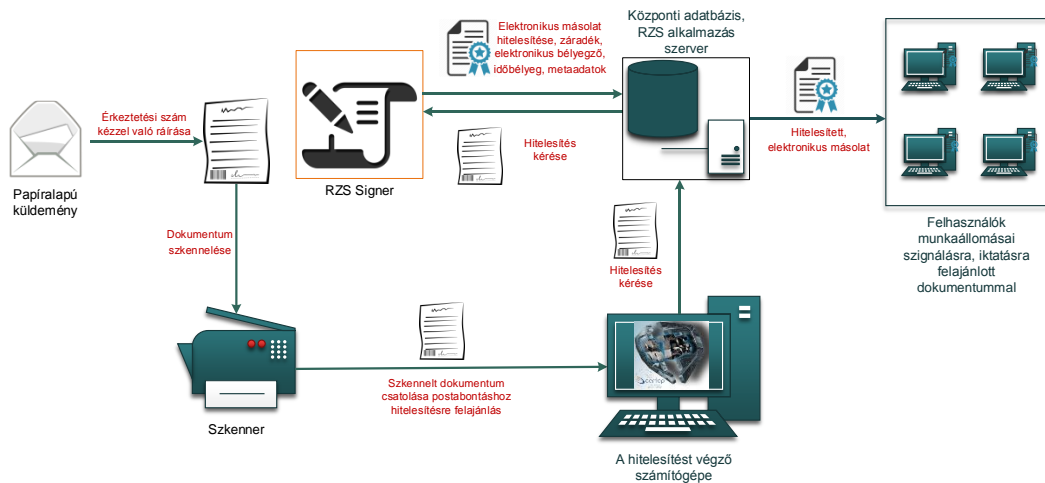 Elektronikus másolat
hitelesítése, záradék,
elektronikus bélyegző,
időbélyeg, metaadatok
Központi adatbázis,
RZS alkalmazás
szerver
Érkeztetési szám
kézzel való ráírása
Papíralapú
küldemény
RZS Signer
Hitelesítés
kérése
Hitelesített,
elektronikus másolat
Felhasználók
munkaállomásai
szignálásra, iktatásra
felajánlott
dokumentummal
Dokumentum
szkennelése
Hitelesítés
kérése
Szkennelt dokumentum
csatolása postabontáshoz
hitelesítésre felajánlás
Szkenner
A hitelesítést végző
számítógépe